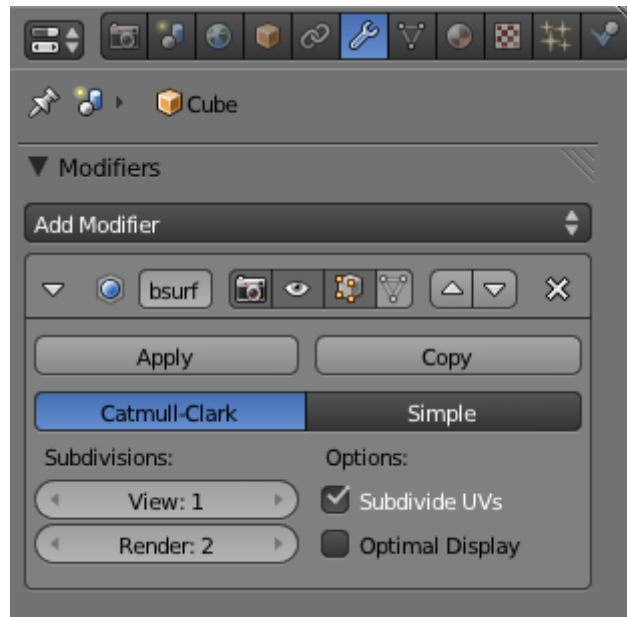 Cube
Modifiers
Add Modifier
bsurf
Apply Copy
Catmull-Clark Simple
Subdivisions: Options:
View: 1 Subdivide UVs
Render: 2 Optimal Display